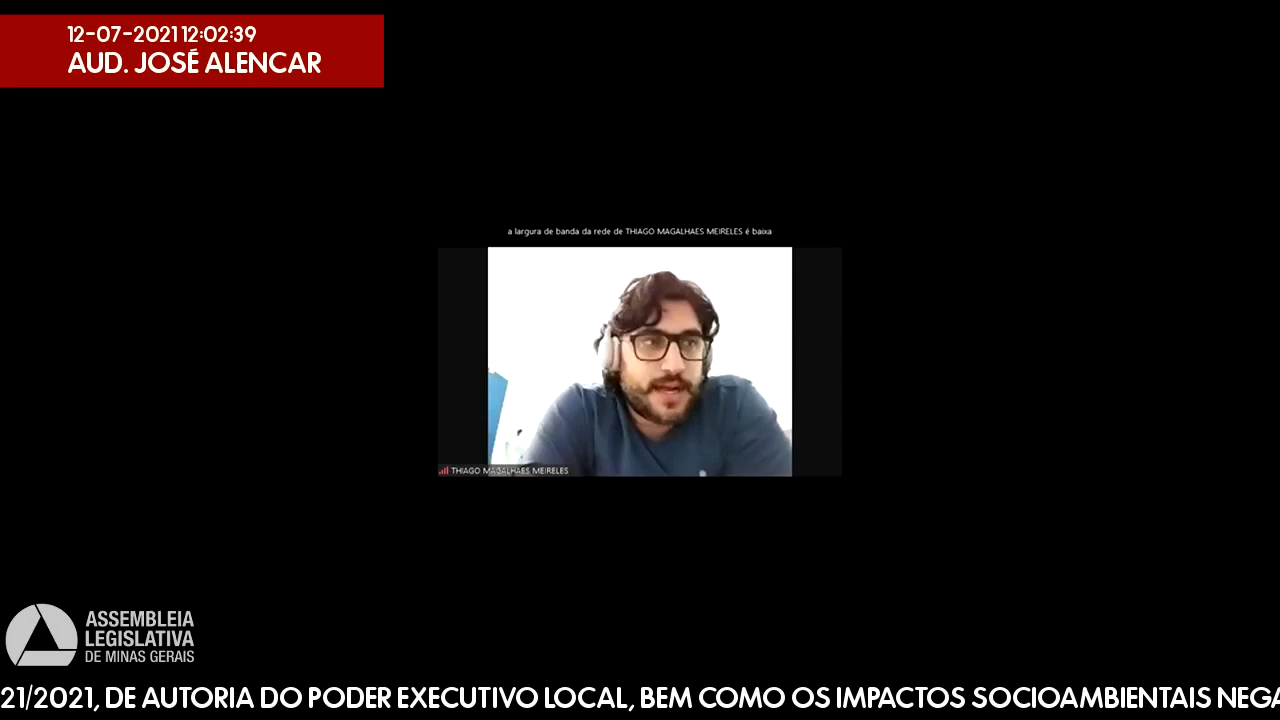 12-07-2021 12:02:39
AUD. JOSÉ ALENCAR
a largura de banda da rede de THIAGO MAGALHAES MEIRELES é baixa
THIAGO MAGALHAES MEIRELES
ASSEMBLEIA
LEGISLATIVA
DE MINAS GERAIS
21/2021, DE AUTORIA DO PODER EXECUTIVO LOCAL, BEM COMO OS IMPACTOS SOCIOAMBIENTAIS NEGA